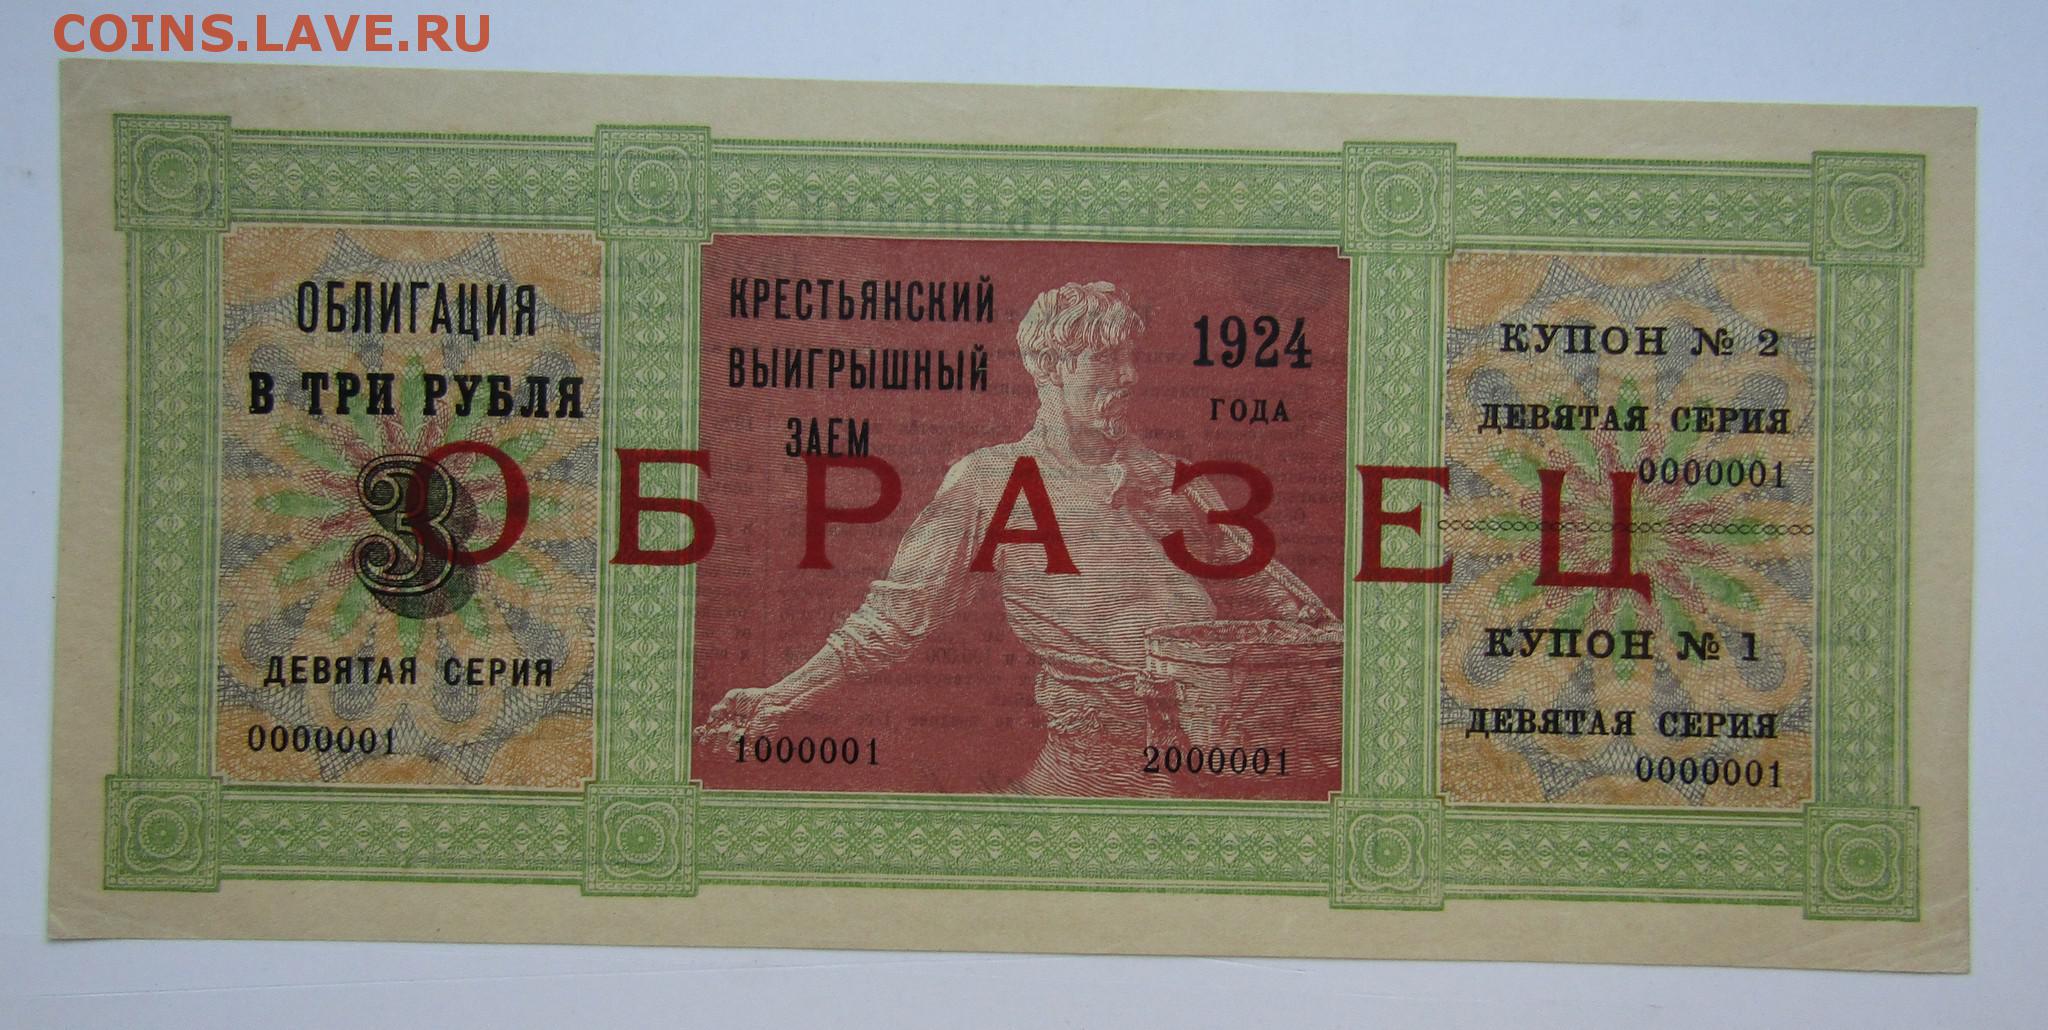 COINS.LAVE.RU
ОБЛИГАЦИЯ
В ТРИ РУБЛЯ
3
ДЕВЯТАЯ СЕРИЯ
0000001
КРЕСТЬЯНСКИЙ
ВЫИГРЫШНЫЙ
ЗАЕМ
1924
ГОДА
1000001 2000001
ОБРАЗЕЦ
КУПОН № 2
ДЕВЯТАЯ СЕРИЯ
0000001
КУПОН № 1
ДЕВЯТАЯ СЕРИЯ
0000001